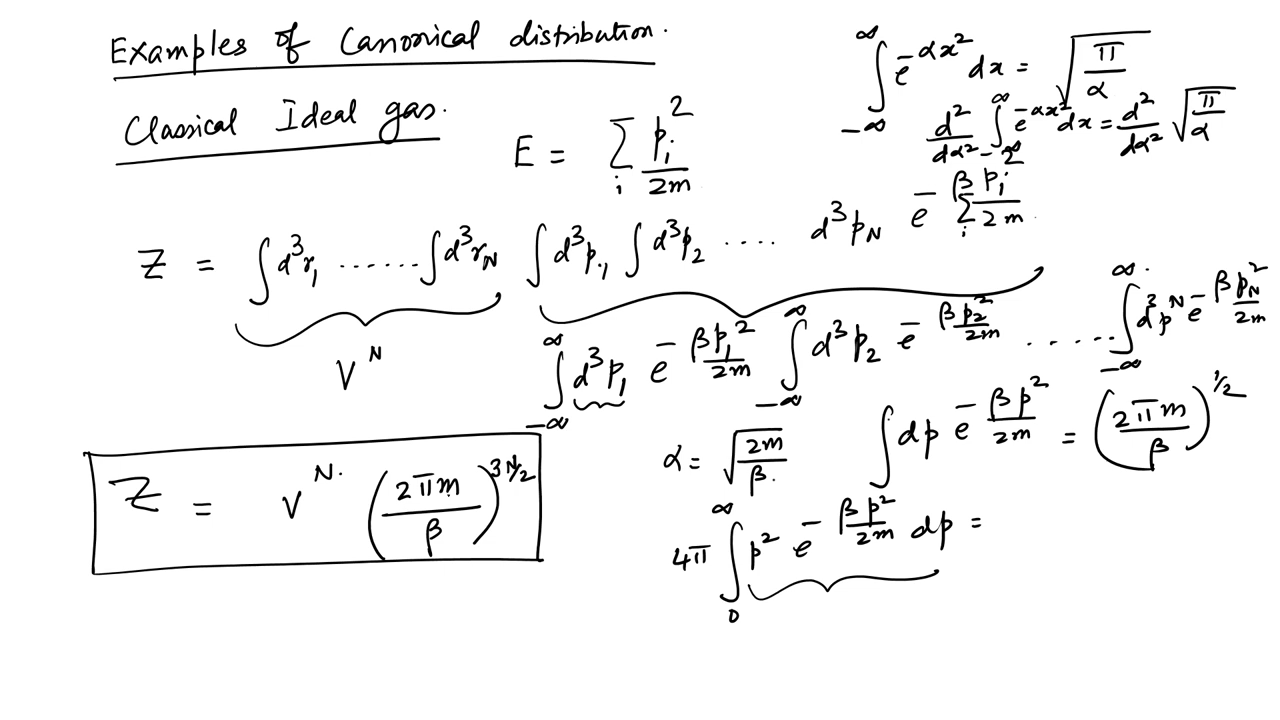 Examples of Canonical distribution.
∫_{-∞}^{∞} e^{-αx²} dx = √(π/α)
Classical Ideal gas.
d²/dα² ∫_{-∞}^{∞} e^{-αx²} dx = d²/dα² √(π/α)
E = Σ_i p_i²/2m
Z = ∫d³r₁ ...... ∫d³r_N ∫d³p₁ ∫d³p₂ .... d³p_N e^{-β Σ_i p_i²/2m}
V^N
∫_{-∞}^{∞} d³p₁ e^{-βp₁²/2m} ∫_{-∞}^{∞} d³p₂ e^{-βp₂²/2m} ...... ∫_{-∞}^{∞} d³p^N e^{-βp_N²/2m}
α = √(2m/β) ∫dp e^{-βp²/2m} = (2πm/β)^{1/2}
Z = V^N. (2πm/β)^{3N/2}
4π ∫_0^∞ p² e^{-βp²/2m} dp =